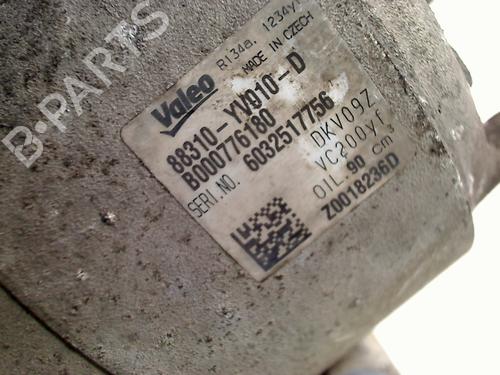 B-PARTS
Valeo
R134a/ 1234yf
MADE IN CZECH
88310-YV010-D
B000776180
SERI.NO. 6032517756
DKV09Z
VC200yf
OIL 90 cm³
Z0018236D